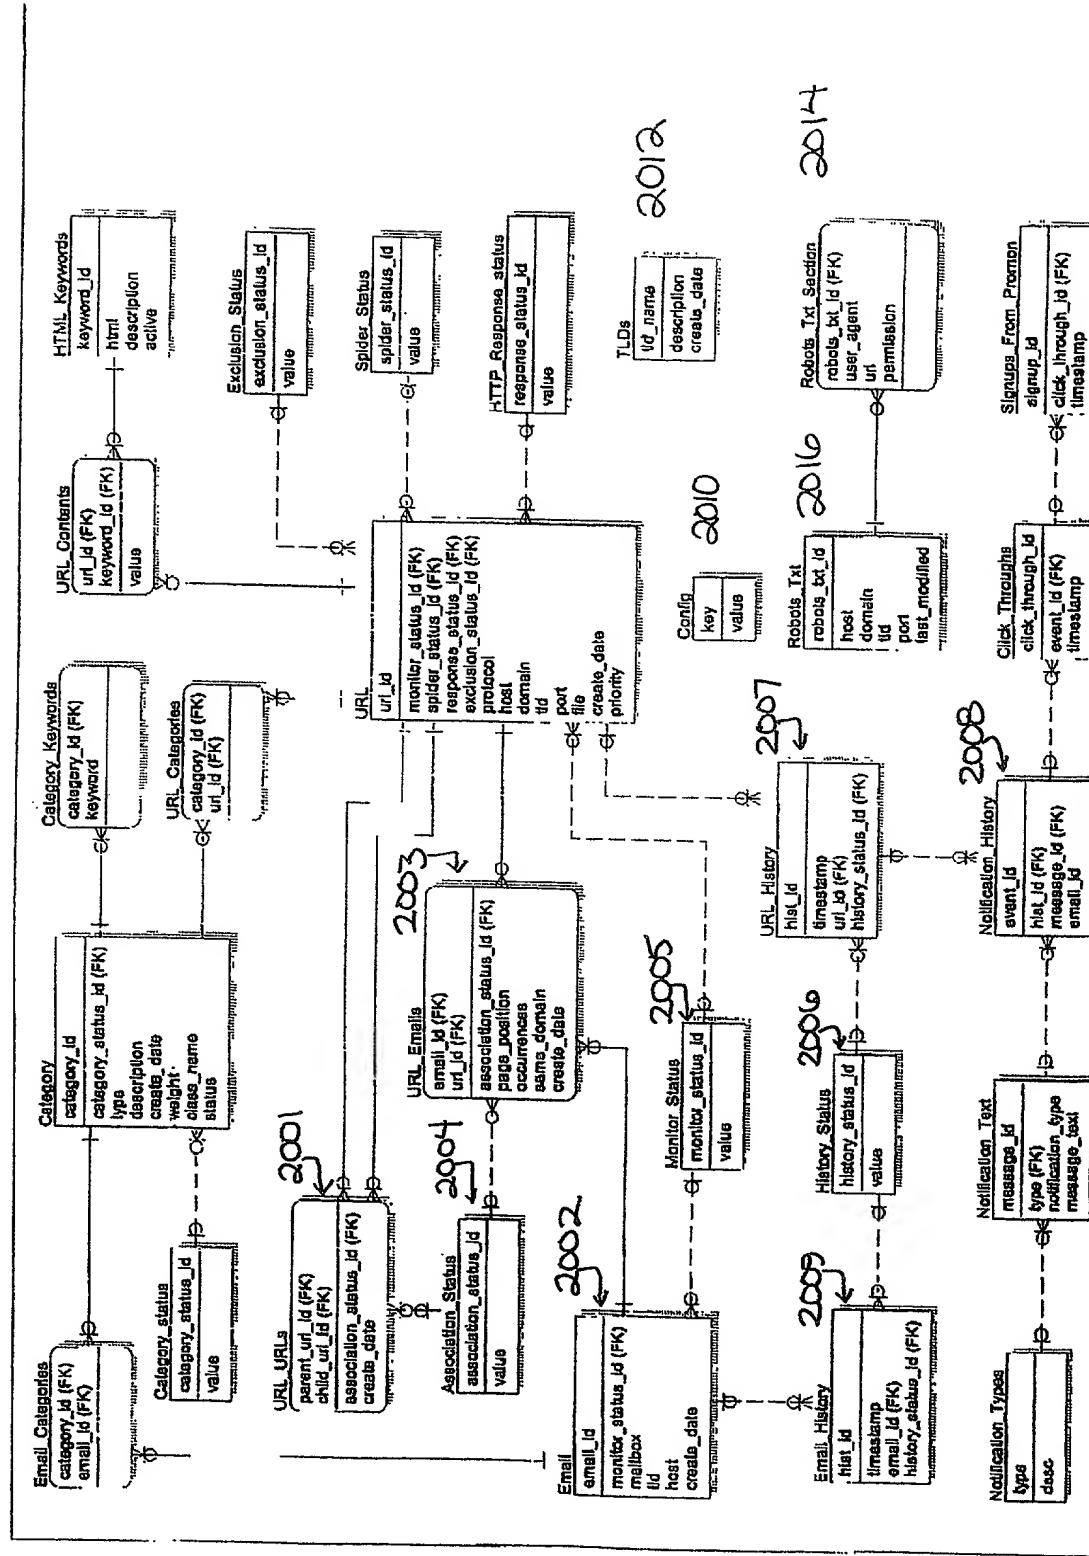 Email_Categories
category_id (FK)
email_id (FK)
Category
category_id
category_status_id (FK)
type
description
create_date
weight
class_name
status
Category_Keywords
category_id (FK)
keyword
URL_Categories
category_id (FK)
url_id (FK)
Category_status
category_status_id
value
URL_Contents
url_id (FK)
keyword_id (FK)
value
HTML_Keywords
keyword_id
html
description
active
Exclusion_Status
exclusion_status_id
value
Spider_Status
spider_status_id
value
HTTP_Response_status
response_status_id
value
URL_URLs
parent_url_id (FK)
child_url_id (FK)
association_status_id (FK)
create_date
2001
Association_Status
association_status_id
value
2004
URL_Emails
email_id (FK)
url_id (FK)
association_status_id (FK)
page_position
occurrences
same_domain
create_date
2003
URL
url_id
monitor_status_id (FK)
spider_status_id (FK)
response_status_id (FK)
exclusion_status_id (FK)
protocol
host
domain
tld
port
file
create_date
priority
TLDs
tld_name
description
create_date
2012
Email
email_id
monitor_status_id (FK)
mailbox
tld
host
create_date
2002
Monitor_Status
monitor_status_id
value
2005
Config
key
value
2010
Email_History
hist_id
timestamp
email_id (FK)
history_status_id (FK)
2009
History_Status
history_status_id
value
2006
URL_History
hist_id
timestamp
url_id (FK)
history_status_id (FK)
2007
Robots_Txt
robots_txt_id
host
domain
tld
port
last_modified
2016
Robots_Txt_Section
robots_txt_id (FK)
user_agent
url
permission
2014
Notification_Types
type
desc
Notification_Text
message_id
type (FK)
notification_type
message_text
Notification_History
event_id
hist_id (FK)
message_id (FK)
email_id
2008
Click_Throughs
click_through_id
event_id (FK)
timestamp
Signups_From_Promon
signup_id
click_through_id (FK)
timestamp